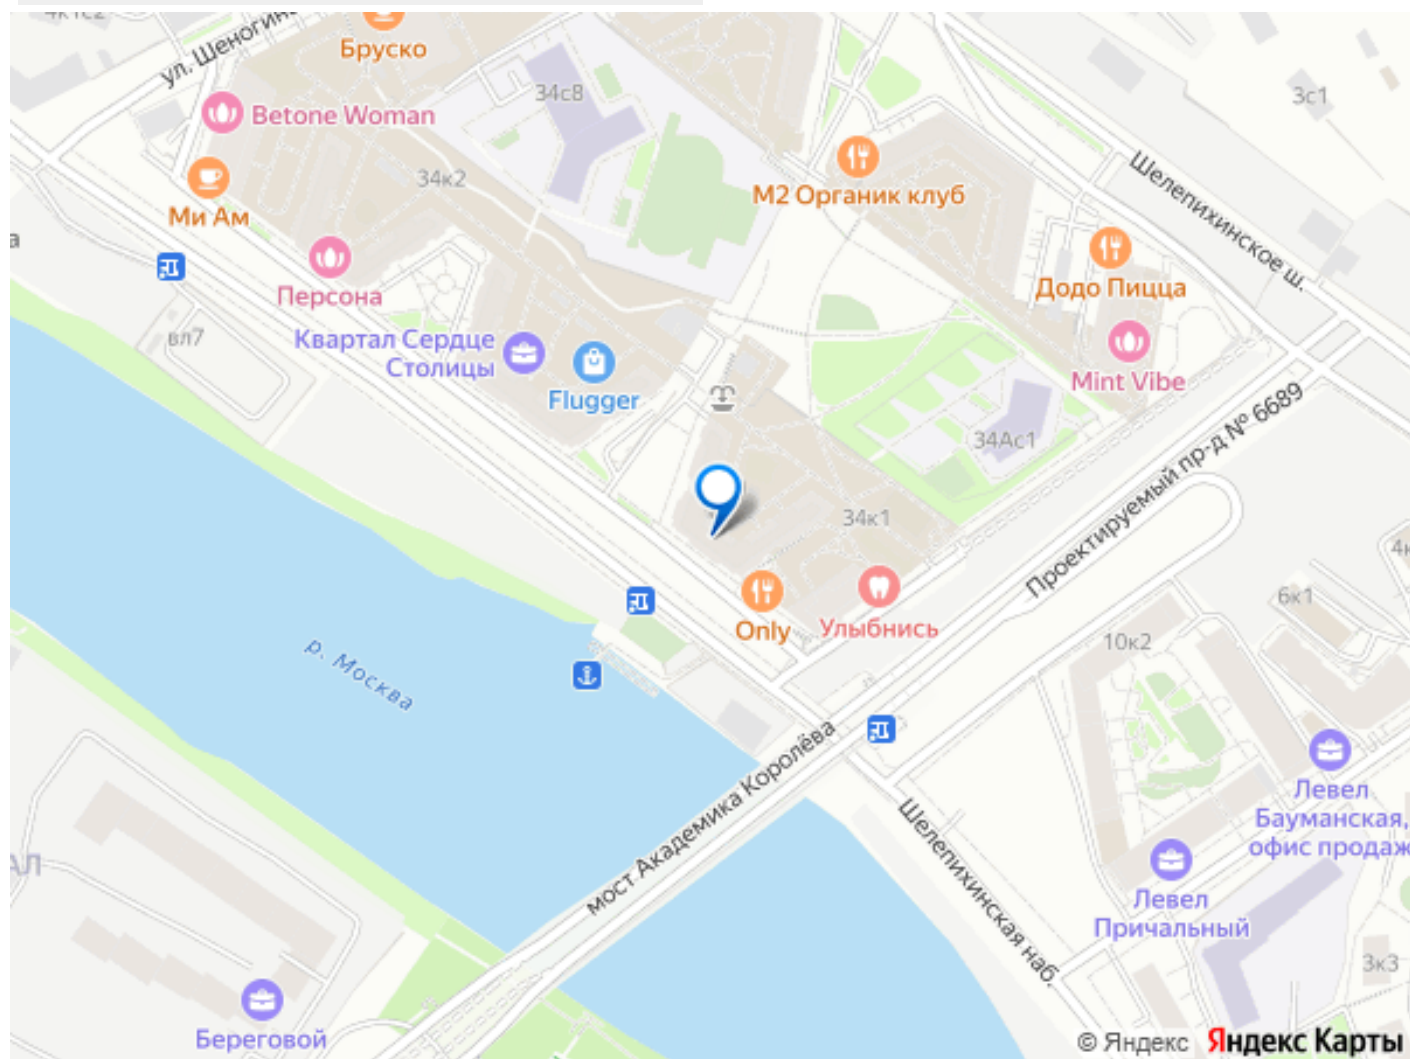 ул. Шеногина
Бруско
34с8
3с1
Betone Woman
34к2
М2 Органик клуб
Шелепихинское ш.
Ми Ам
а
Персона
Додо Пицца
вл7
Квартал Сердце
Столицы
Flugger
Mint Vibe
34Ас1
Проектируемый пр-д № 6689
34к1
Only
Улыбнись
6к1
10к2
р. Москва
мост Академика Королёва
Шелепихинская наб.
Левел
Бауманская,
офис продаж
АЛ
Левел
Причальный
3к3
Береговой
© Яндекс Яндекс Карты